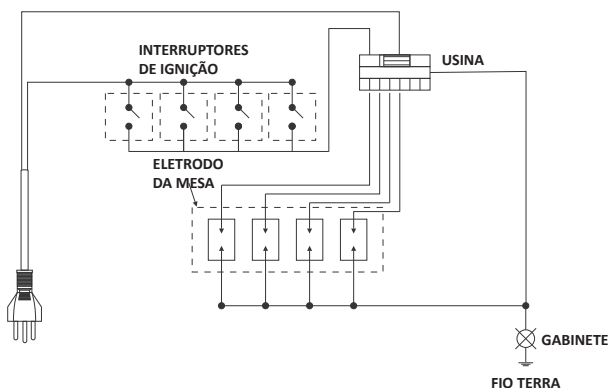 INTERRUPTORES
DE IGNIÇÃO
USINA
ELETRODO
DA MESA
GABINETE
FIO TERRA